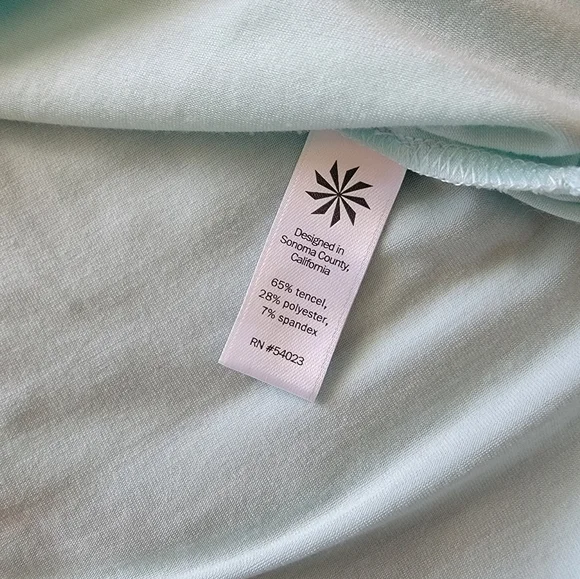 Designed in
Sonoma County,
California
65% tencel,
28% polyester,
7% spandex
RN #54023